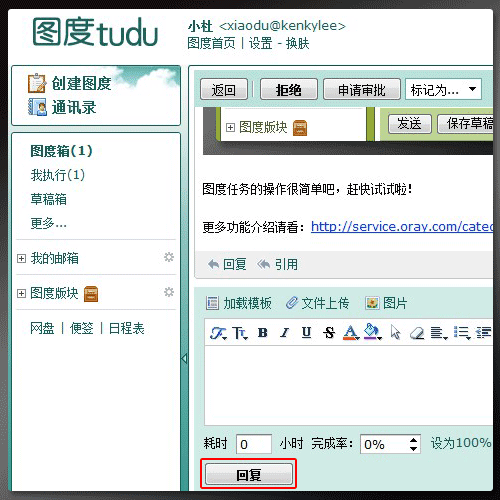 图度tudu
小杜 <xiaodu@kenkylee>
图度首页 | 设置 - 换肤
创建图度
通讯录
图度箱(1)
我执行(1)
草稿箱
更多...
我的邮箱
图度版块
网盘 | 便签 | 日程表
返回 拒绝 申请审批 标记为...
图度版块 发送 保存草稿
图度任务的操作很简单吧，赶快试试啦！
更多功能介绍请看：http://service.oray.com/cated
回复 引用
加载模板 文件上传 图片
B I U S A
耗时 0 小时 完成率： 0% 设为100%
回复